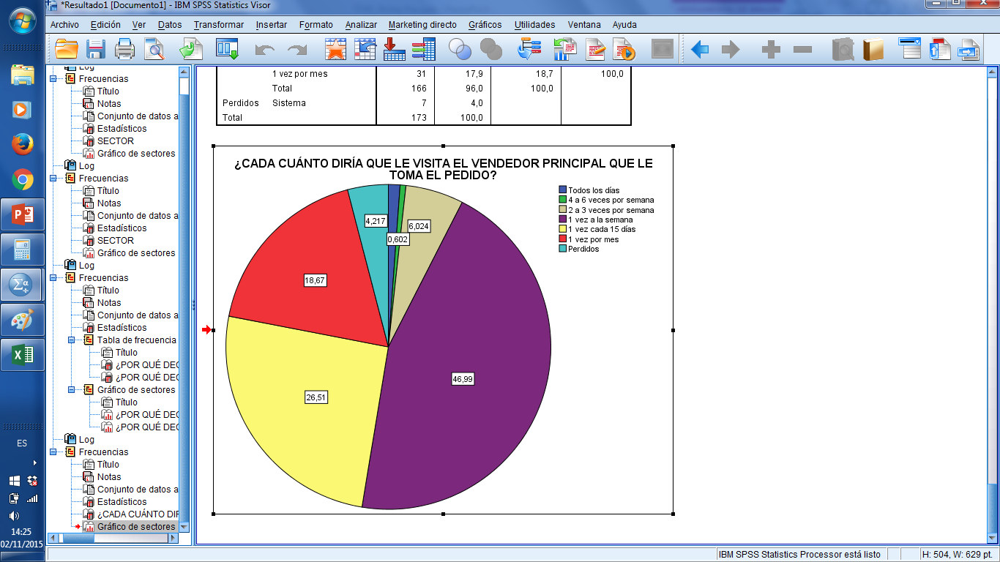 *Resultado1 [Documento1] - IBM SPSS Statistics Visor
Archivo Edición Ver Datos Transformar Insertar Formato Analizar Marketing directo Gráficos Utilidades Ventana Ayuda
Log
Frecuencias
Título
Notas
Conjunto de datos a
Estadísticos
SECTOR
Gráfico de sectores
Log
Frecuencias
Título
Notas
Conjunto de datos a
Estadísticos
SECTOR
Gráfico de sectores
Log
Frecuencias
Título
Notas
Conjunto de datos a
Estadísticos
Tabla de frecuencia
Título
¿POR QUÉ DEC
¿POR QUÉ DEC
Gráfico de sectores
Título
¿POR QUÉ DEC
¿POR QUÉ DEC
Log
Frecuencias
Título
Notas
Conjunto de datos a
Estadísticos
¿CADA CUÁNTO DIR
Gráfico de sectores
1 vez por mes 31 17,9 18,7 100,0
Total 166 96,0 100,0
Perdidos Sistema 7 4,0
Total 173 100,0
¿CADA CUÁNTO DIRÍA QUE LE VISITA EL VENDEDOR PRINCIPAL QUE LE
TOMA EL PEDIDO?
Todos los días
4 a 6 veces por semana
2 a 3 veces por semana
1 vez a la semana
1 vez cada 15 días
1 vez por mes
Perdidos
4,217
6,024
0,602
18,67
46,99
26,51
ES
14:25
02/11/2015
IBM SPSS Statistics Processor está listo
H: 504, W: 629 pt.